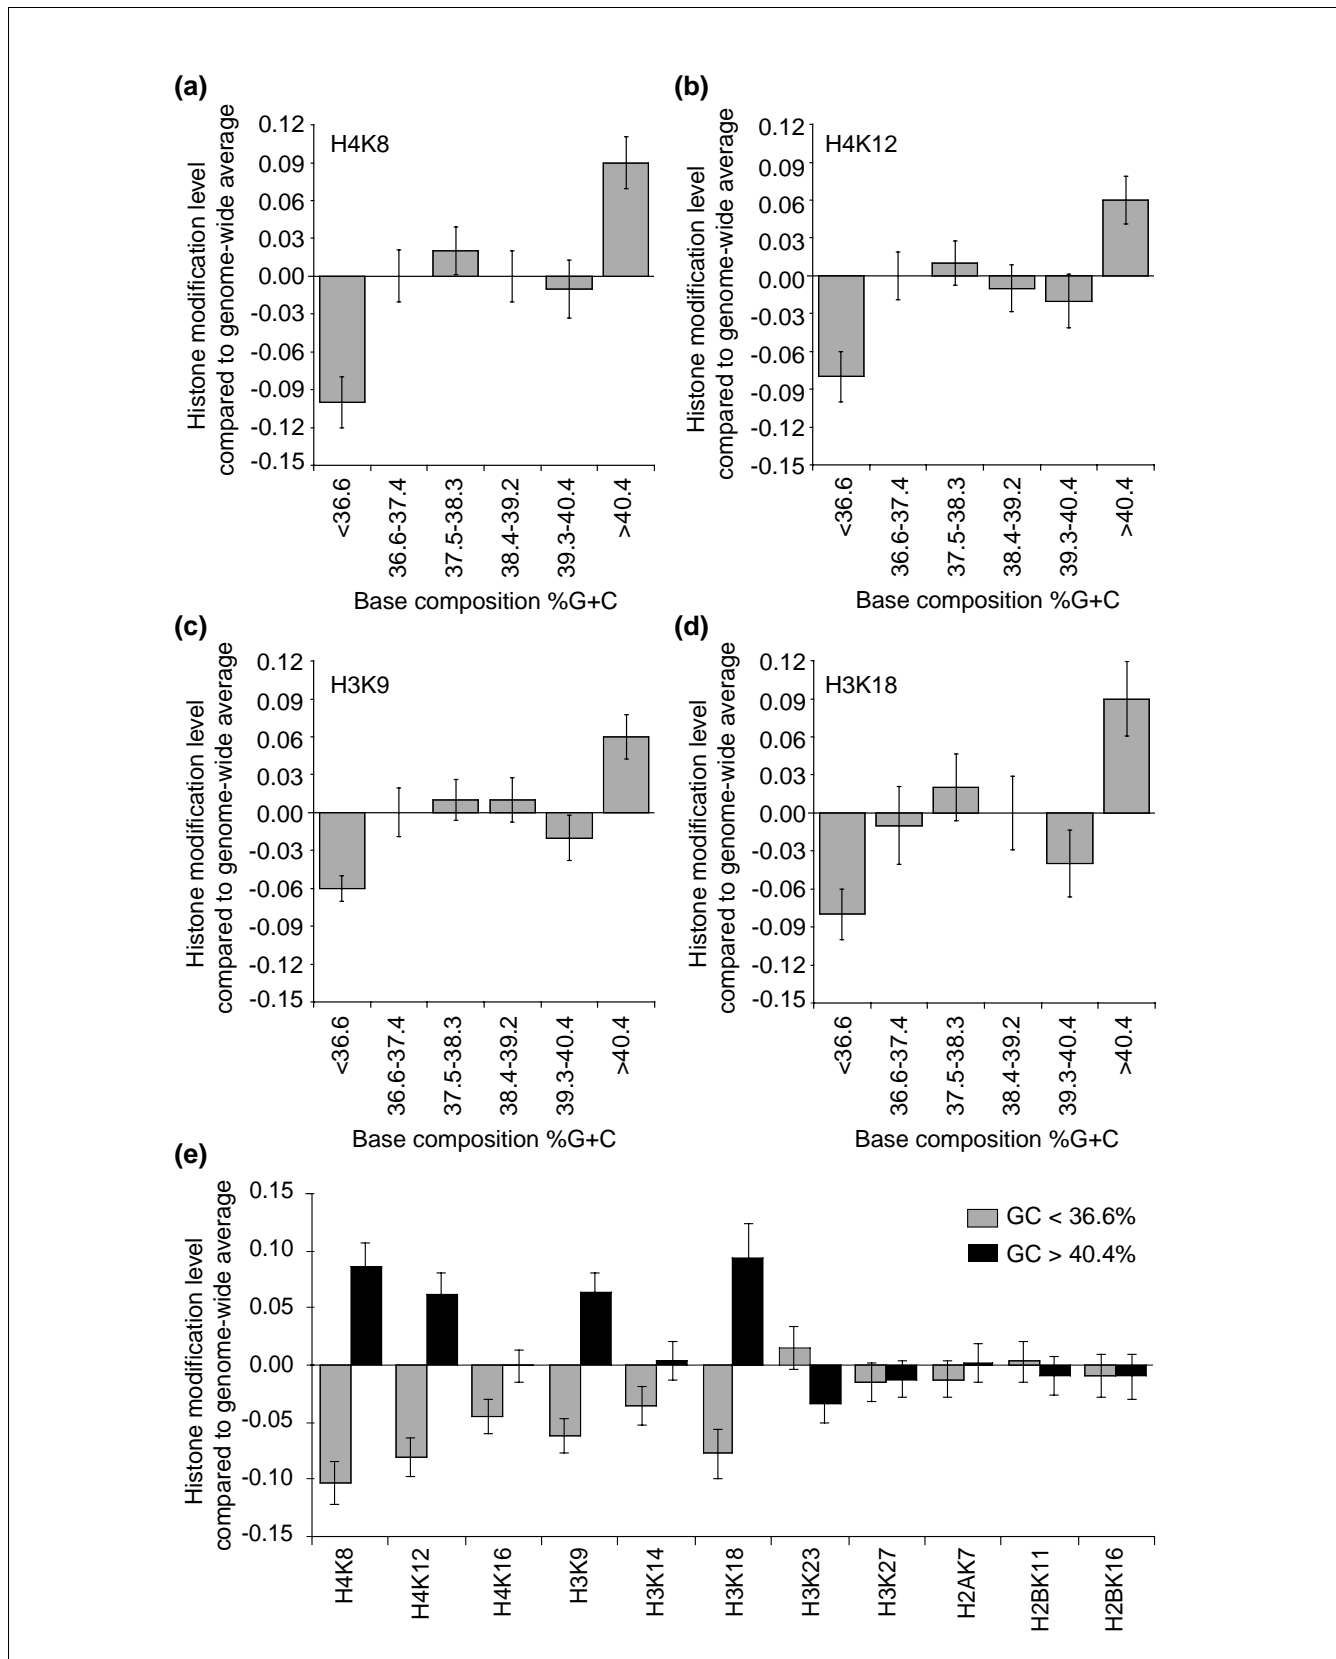 (a)
H4K8
Histone modification level
compared to genome-wide average
0.12
0.09
0.06
0.03
0.00
-0.03
-0.06
-0.09
-0.12
-0.15
<36.6
36.6-37.4
37.5-38.3
38.4-39.2
39.3-40.4
>40.4
Base composition %G+C
(b)
H4K12
Histone modification level
compared to genome-wide average
0.12
0.09
0.06
0.03
0.00
-0.03
-0.06
-0.09
-0.12
-0.15
<36.6
36.6-37.4
37.5-38.3
38.4-39.2
39.3-40.4
>40.4
Base composition %G+C
(c)
H3K9
Histone modification level
compared to genome-wide average
0.12
0.09
0.06
0.03
0.00
-0.03
-0.06
-0.09
-0.12
-0.15
<36.6
36.6-37.4
37.5-38.3
38.4-39.2
39.3-40.4
>40.4
Base composition %G+C
(d)
H3K18
Histone modification level
compared to genome-wide average
0.12
0.09
0.06
0.03
0.00
-0.03
-0.06
-0.09
-0.12
-0.15
<36.6
36.6-37.4
37.5-38.3
38.4-39.2
39.3-40.4
>40.4
Base composition %G+C
(e)
Histone modification level
compared to genome-wide average
0.15
0.10
0.05
0.00
-0.05
-0.10
-0.15
GC < 36.6%
GC > 40.4%
H4K8
H4K12
H4K16
H3K9
H3K14
H3K18
H3K23
H3K27
H2AK7
H2BK11
H2BK16